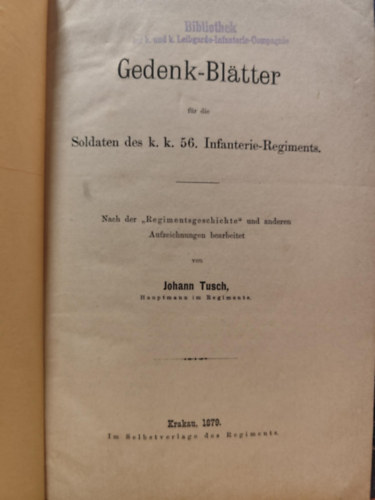 Bibliothek
k. und k. Leibgarde-Infanterie-Compagnie
Gedenk-Blätter
für die
Soldaten des k. k. 56. Infanterie-Regiments.
Nach der „Regimentsgeschichte“ und anderen
Aufzeichnungen bearbeitet
von
Johann Tusch,
Hauptmann im Regimente.
Krakau, 1879.
Im Selbstverlage des Regiments.